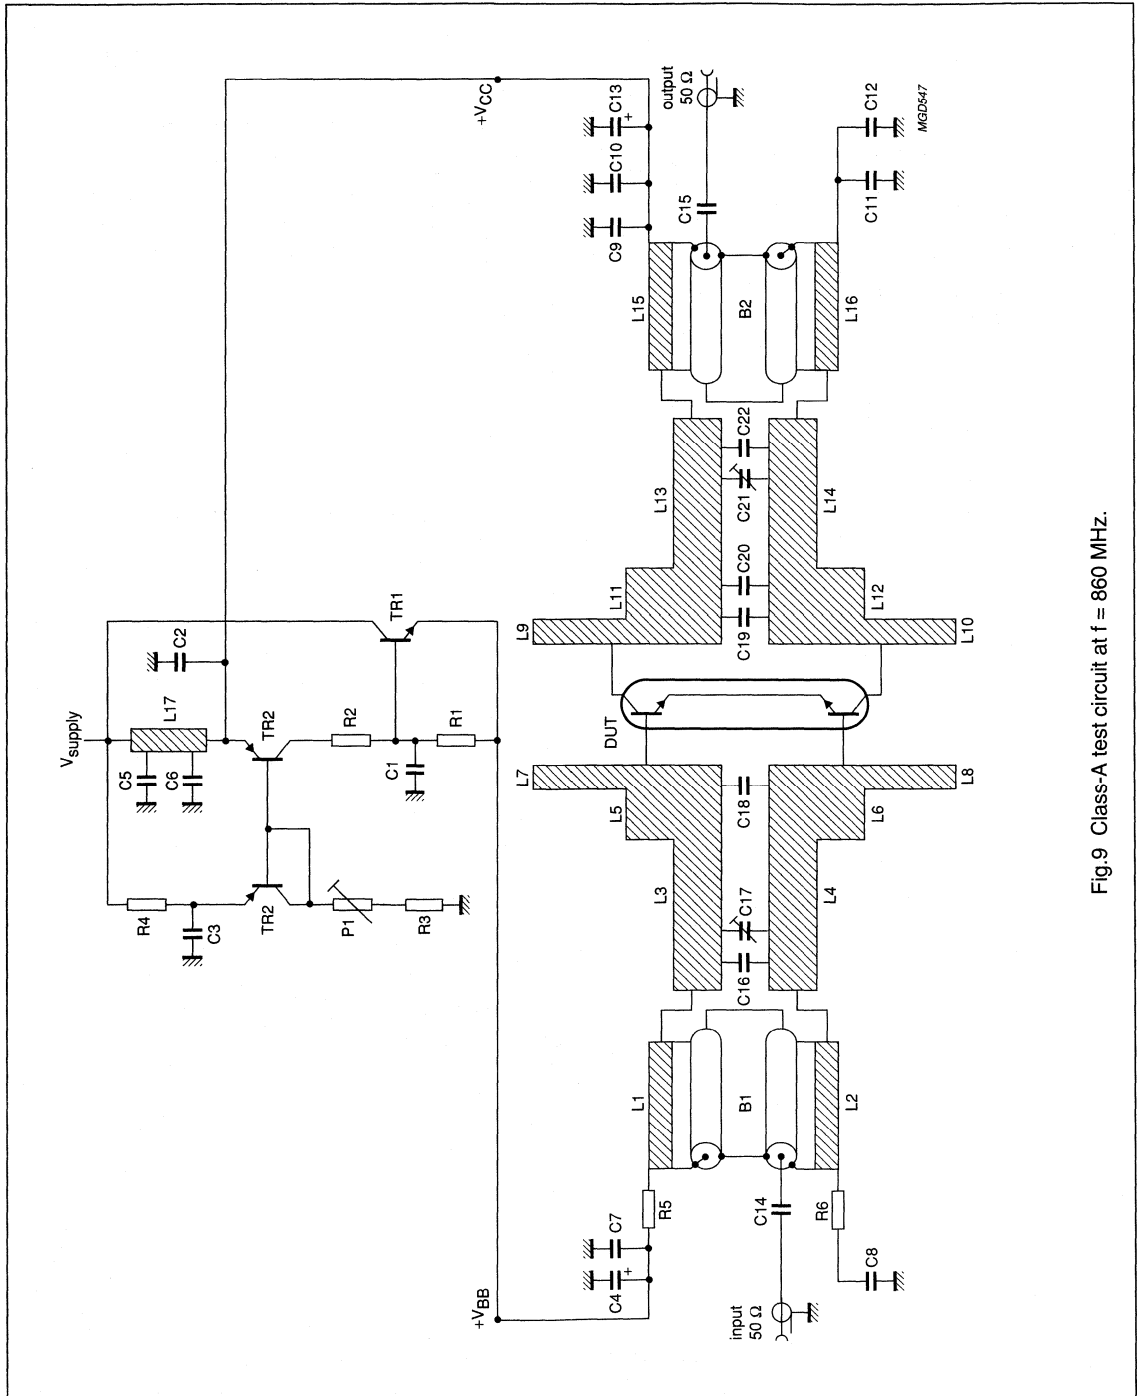 V_supply
L17
C5
C6
C2
R4
C3
TR2
TR2
P1
R3
R2
C1
R1
TR1
+V_CC
+V_BB
C9
C10
C13
+
output
50 Ω
C15
L15
B2
L16
C11
C12
MGD547
L9
L11
L13
C19
C20
C21
C22
L14
L12
L10
DUT
L7
L5
L3
C18
C17
C16
L4
L6
L8
L1
B1
L2
R5
C7
C4
+
C14
R6
C8
input
50 Ω
Fig.9 Class-A test circuit at f = 860 MHz.